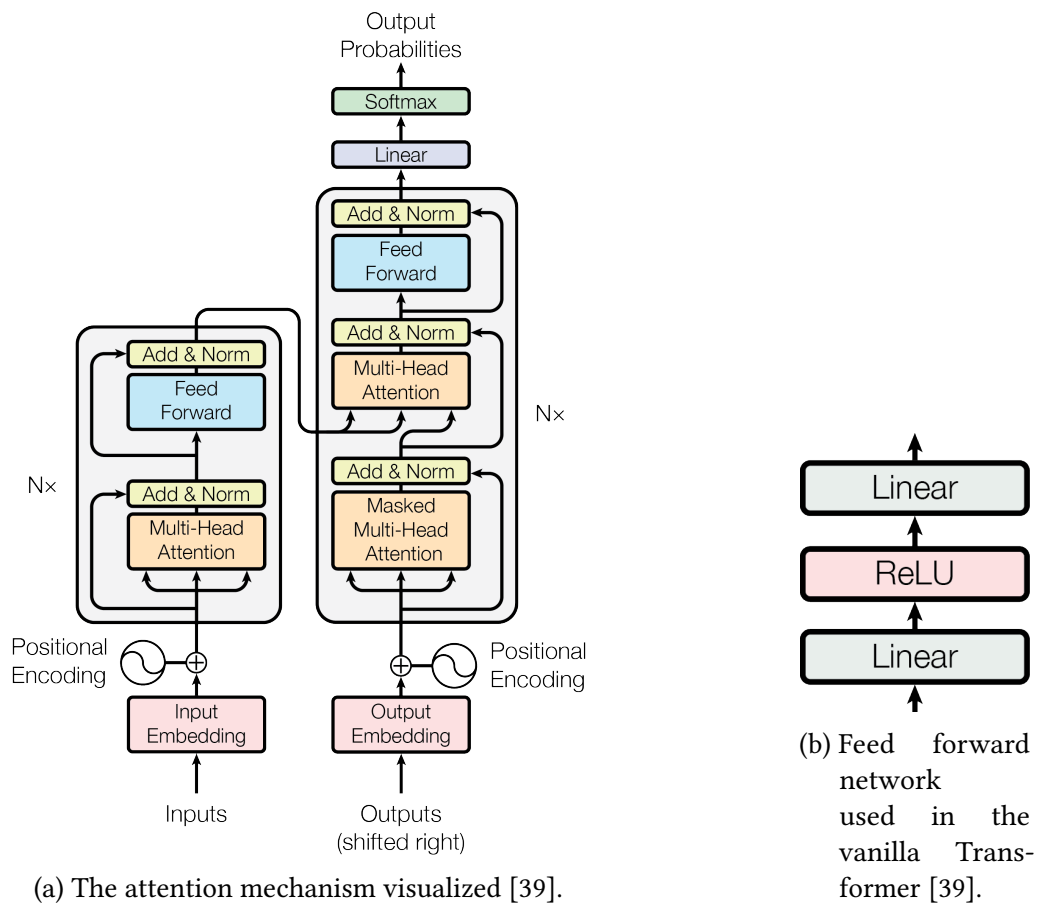 Output
Probabilities
Softmax
Linear
Add & Norm
Feed
Forward
Add & Norm
Multi-Head
Attention
Add & Norm
Masked
Multi-Head
Attention
N×
Add & Norm
Feed
Forward
Add & Norm
Multi-Head
Attention
N×
Positional
Encoding
Positional
Encoding
Input
Embedding
Output
Embedding
Inputs
Outputs
(shifted right)
(a) The attention mechanism visualized [39].
Linear
ReLU
Linear
(b) Feed forward
network
used in the
vanilla Trans-
former [39].